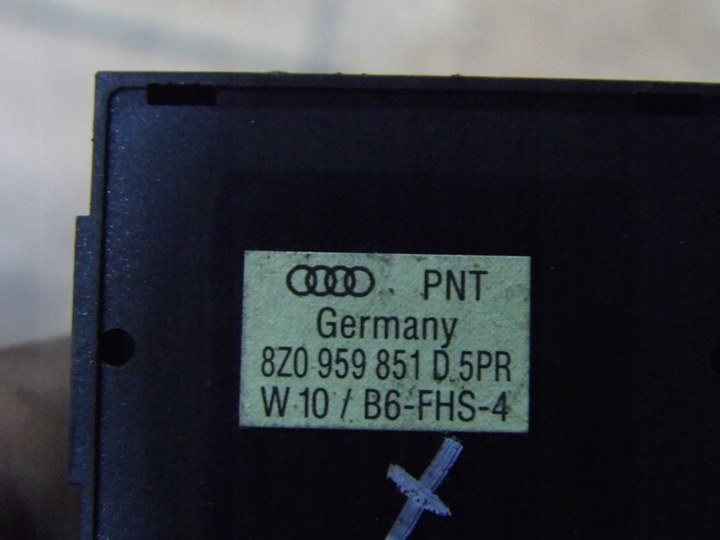 PNT
Germany
8Z0 959 851 D 5PR
W 10 / B6-FHS-4